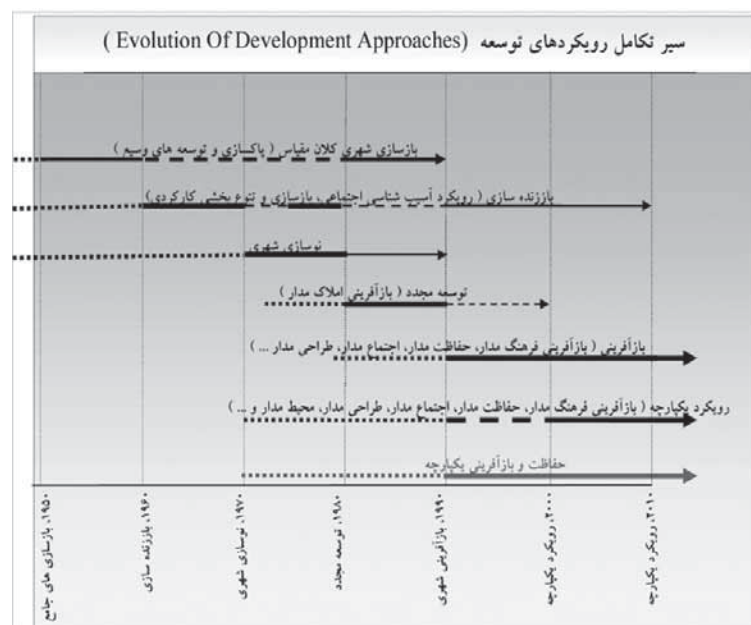 سیر تکامل رویکردهای توسعه (Evolution Of Development Approaches )
بازسازی شهری کلان مقیاس ( پاکسازی و توسعه های وسیع )
باززنده سازی ( رویکرد آسیب شناسی اجتماعی، بازسازی و تنوع بخشی کارکردی)
نوسازی شهری
توسعه مجدد ( بازآفرینی املاک مدار )
بازآفرینی ( بازآفرینی فرهنگ مدار، حفاظت مدار، اجتماع مدار، طراحی مدار ... )
رویکرد یکپارچه ( بازآفرینی فرهنگ مدار، حفاظت مدار، اجتماع مدار، طراحی مدار، محیط مدار و ... )
حفاظت و بازآفرینی یکپارچه
۱۹۵۰، بازسازی های جامع
۱۹۶۰، باززنده سازی
۱۹۷۰، نوسازی شهری
۱۹۸۰، توسعه مجدد
۱۹۹۰، بازآفرینی شهری
۲۰۰۰، رویکرد یکپارچه
۲۰۱۰، رویکرد یکپارچه